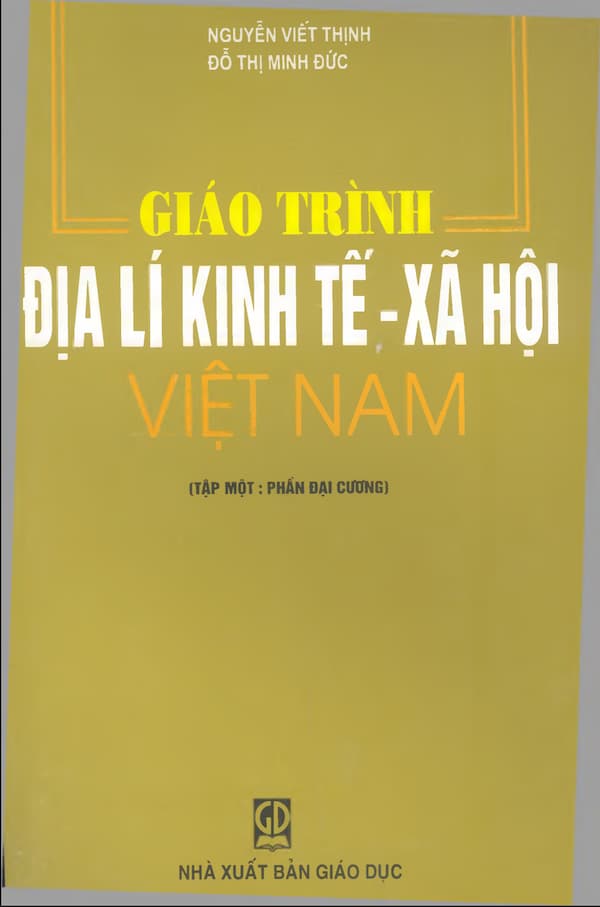 NGUYỄN VIẾT THỊNH
ĐỖ THỊ MINH ĐỨC
GIÁO TRÌNH
ĐỊA LÍ KINH TẾ - XÃ HỘI
VIỆT NAM
(TẬP MỘT : PHẦN ĐẠI CƯƠNG)
GD
NHÀ XUẤT BẢN GIÁO DỤC